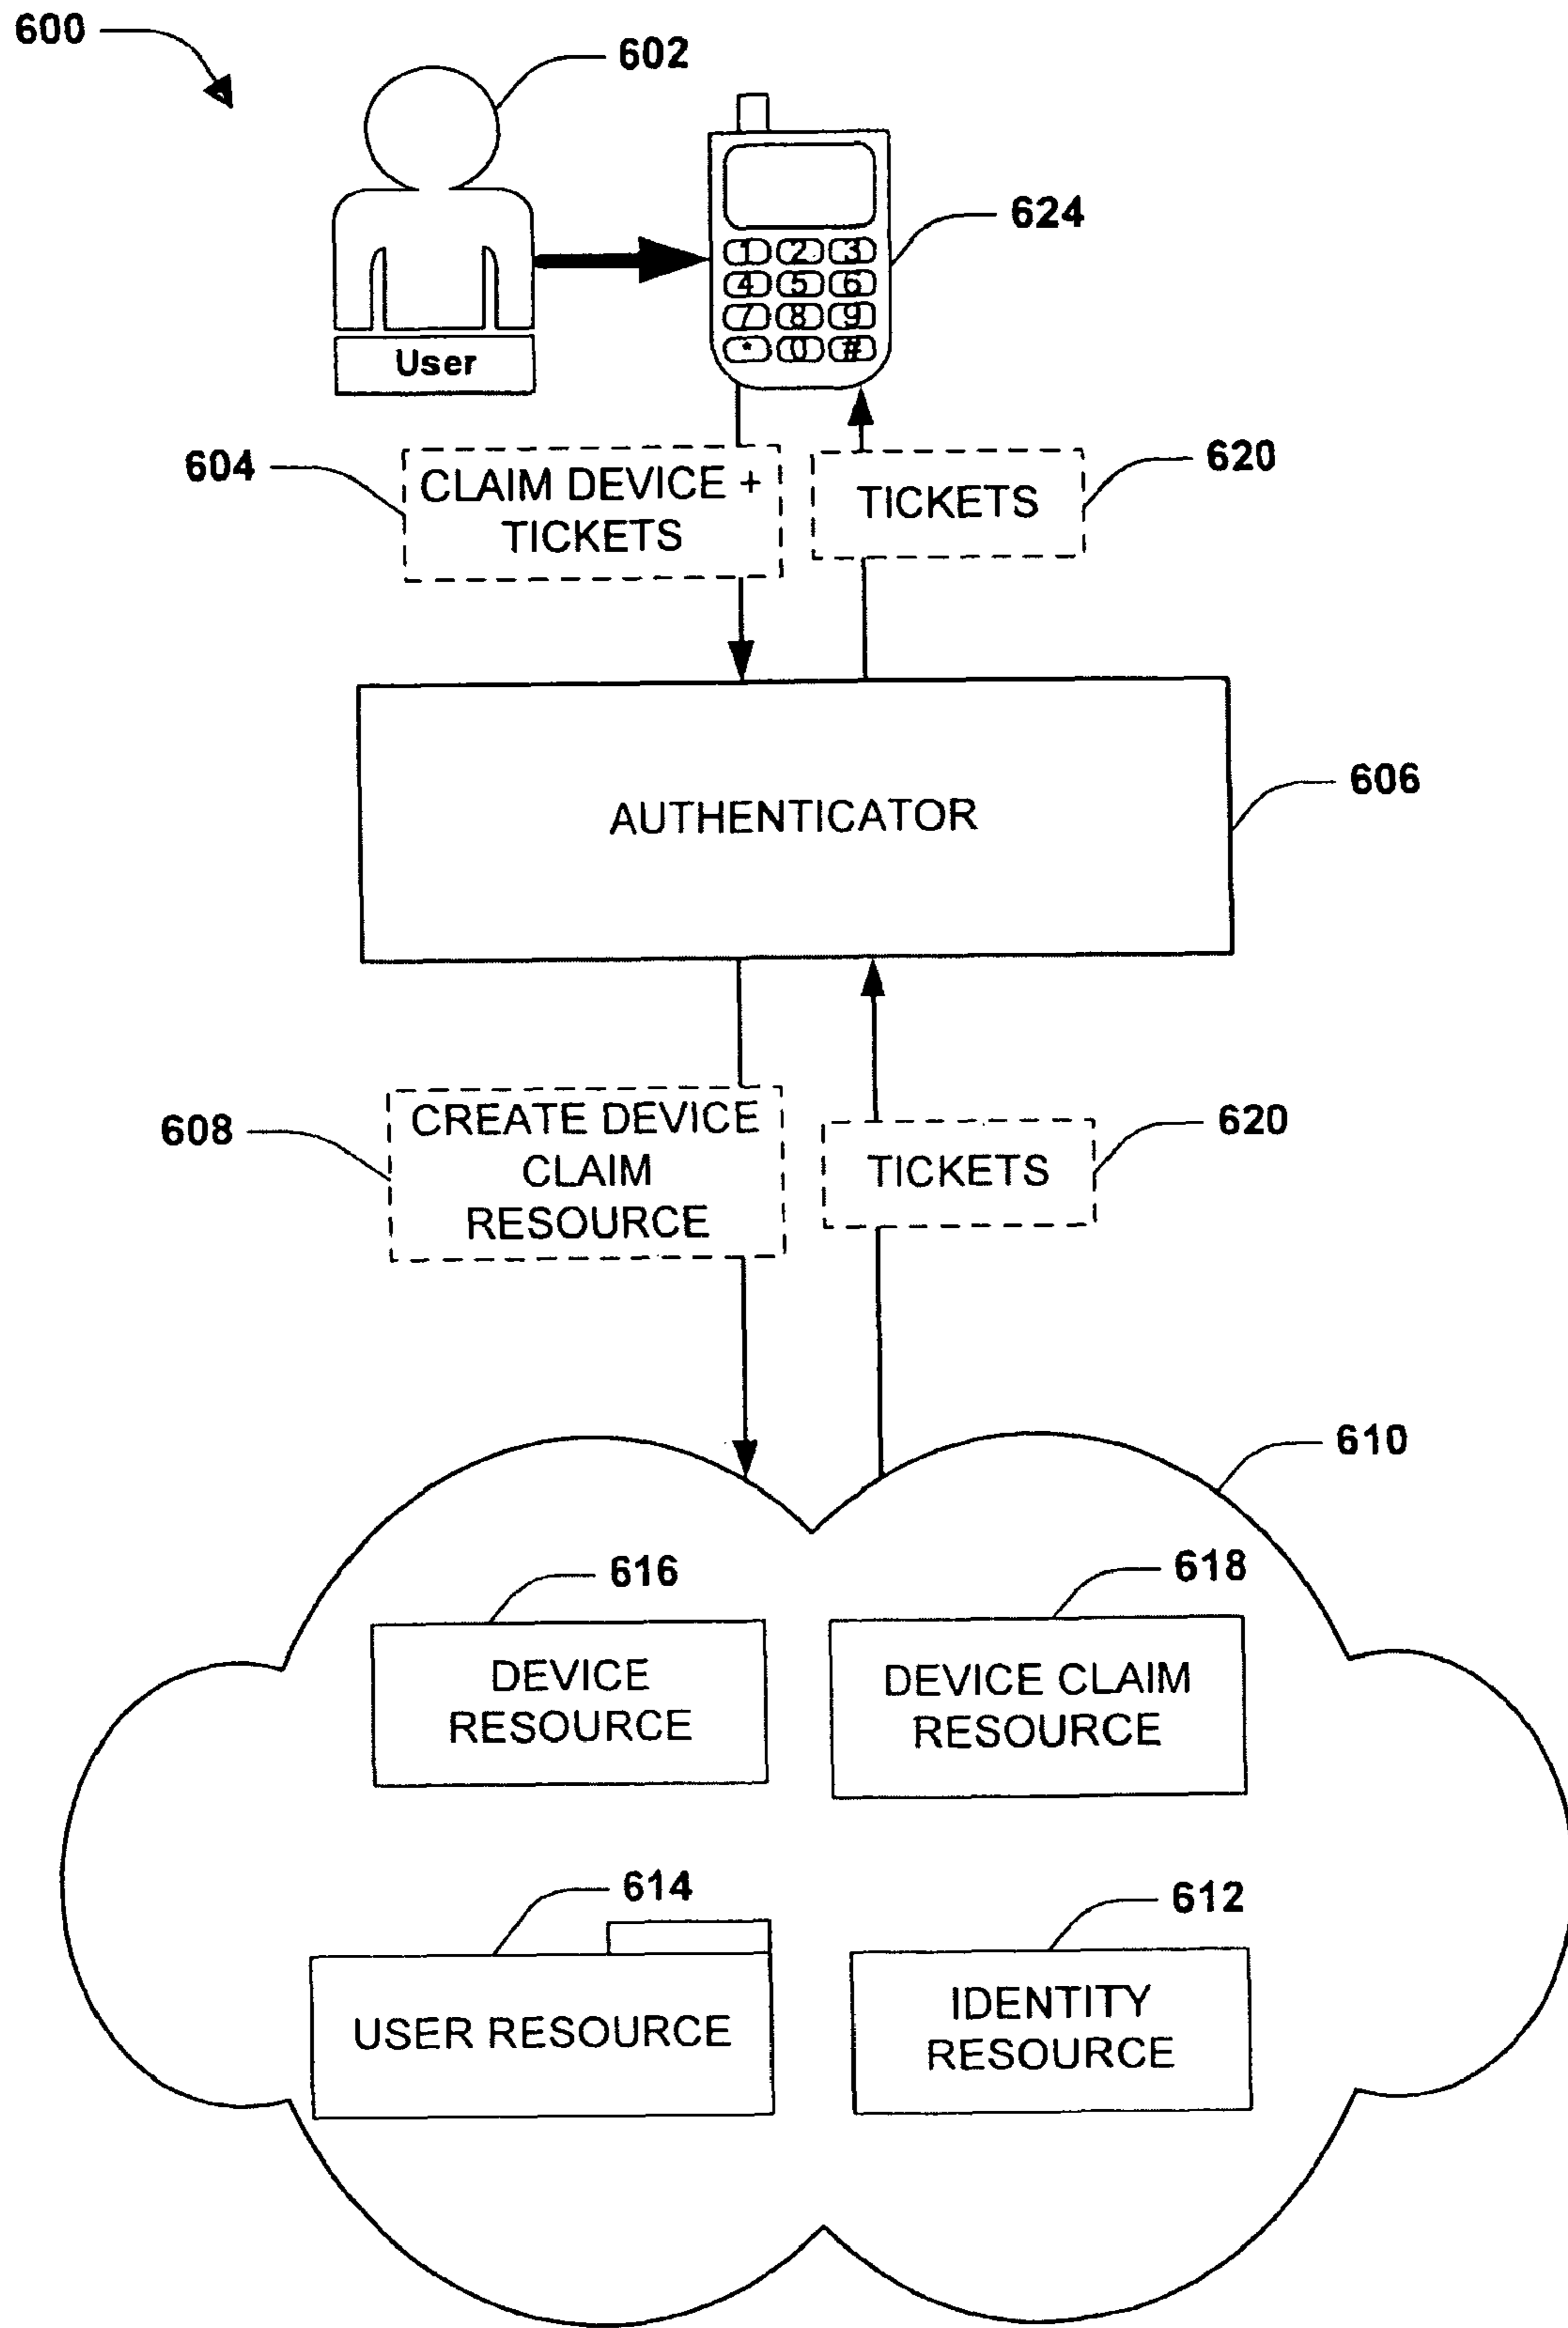 600
602
624
1 2 3
4 5 6
7 8 9
* 0 #
User
604
CLAIM DEVICE +
TICKETS
620
TICKETS
606
AUTHENTICATOR
608
CREATE DEVICE
CLAIM
RESOURCE
620
TICKETS
610
616
DEVICE
RESOURCE
618
DEVICE CLAIM
RESOURCE
614
USER RESOURCE
612
IDENTITY
RESOURCE